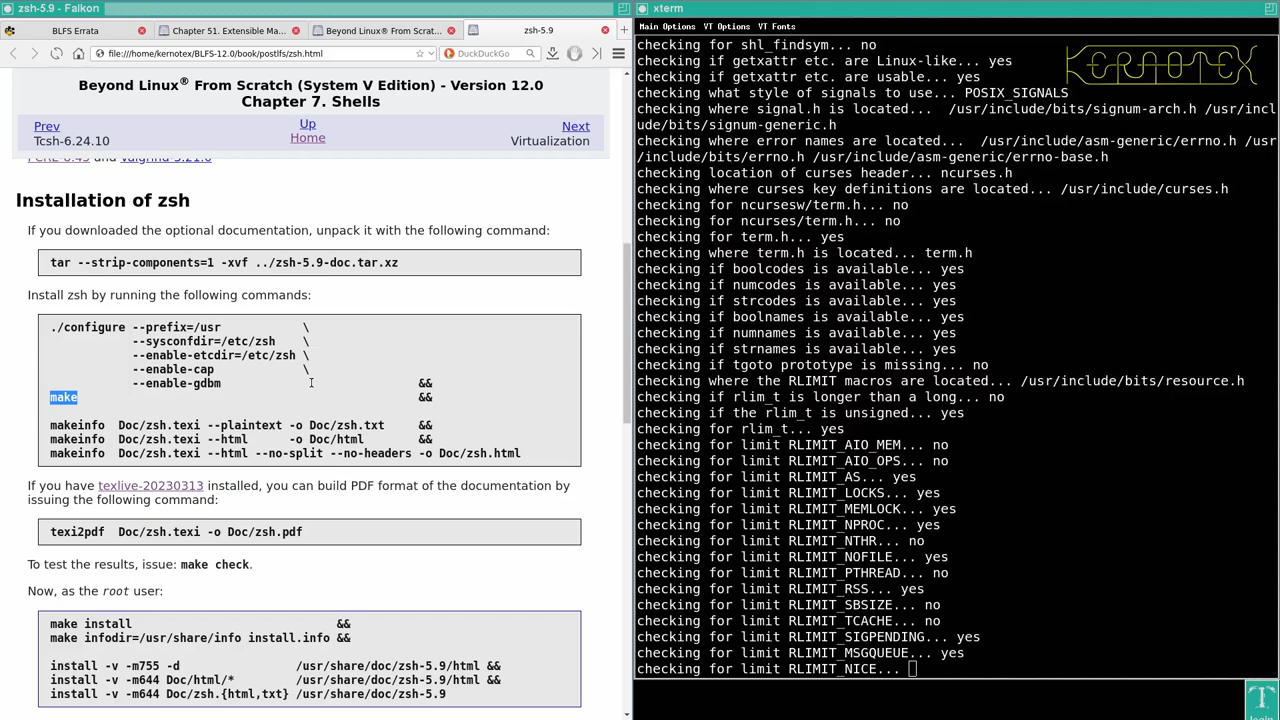 zsh-5.9 - Falkon
BLFS Errata
Chapter 51. Extensible Ma...
Beyond Linux® From Scrat...
zsh-5.9
file:///home/kernotex/BLFS-12.0/book/postlfs/zsh.html
DuckDuckGo
Beyond Linux® From Scratch (System V Edition) - Version 12.0
Chapter 7. Shells
Prev
Up
Next
Tcsh-6.24.10
Home
Virtualization
PCRE-8.45 and Valgrind-3.21.0
Installation of zsh
If you downloaded the optional documentation, unpack it with the following command:
tar --strip-components=1 -xvf ../zsh-5.9-doc.tar.xz
Install zsh by running the following commands:
./configure --prefix=/usr \
--sysconfdir=/etc/zsh \
--enable-etcdir=/etc/zsh \
--enable-cap \
--enable-gdbm &&
make &&
makeinfo Doc/zsh.texi --plaintext -o Doc/zsh.txt &&
makeinfo Doc/zsh.texi --html -o Doc/html &&
makeinfo Doc/zsh.texi --html --no-split --no-headers -o Doc/zsh.html
If you have texlive-20230313 installed, you can build PDF format of the documentation by
issuing the following command:
texi2pdf Doc/zsh.texi -o Doc/zsh.pdf
To test the results, issue: make check.
Now, as the root user:
make install &&
make infodir=/usr/share/info install.info &&
install -v -m755 -d /usr/share/doc/zsh-5.9/html &&
install -v -m644 Doc/html/* /usr/share/doc/zsh-5.9/html &&
install -v -m644 Doc/zsh.{html,txt} /usr/share/doc/zsh-5.9
xterm
Main Options VT Options VT Fonts
KERNOTEX
checking for shl_findsym... no
checking if getxattr etc. are Linux-like... yes
checking if getxattr etc. are usable... yes
checking what style of signals to use... POSIX_SIGNALS
checking where signal.h is located... /usr/include/bits/signum-arch.h /usr/incl
ude/bits/signum-generic.h
checking where error names are located... /usr/include/asm-generic/errno.h /usr
/include/bits/errno.h /usr/include/asm-generic/errno-base.h
checking location of curses header... ncurses.h
checking where curses key definitions are located... /usr/include/curses.h
checking for ncursesw/term.h... no
checking for ncurses/term.h... no
checking for term.h... yes
checking where term.h is located... term.h
checking if boolcodes is available... yes
checking if numcodes is available... yes
checking if strcodes is available... yes
checking if boolnames is available... yes
checking if numnames is available... yes
checking if strnames is available... yes
checking if tgoto prototype is missing... no
checking where the RLIMIT macros are located... /usr/include/bits/resource.h
checking if rlim_t is longer than a long... no
checking if the rlim_t is unsigned... yes
checking for rlim_t... yes
checking for limit RLIMIT_AIO_MEM... no
checking for limit RLIMIT_AIO_OPS... no
checking for limit RLIMIT_AS... yes
checking for limit RLIMIT_LOCKS... yes
checking for limit RLIMIT_MEMLOCK... yes
checking for limit RLIMIT_NPROC... yes
checking for limit RLIMIT_NTHR... no
checking for limit RLIMIT_NOFILE... yes
checking for limit RLIMIT_PTHREAD... no
checking for limit RLIMIT_RSS... yes
checking for limit RLIMIT_SBSIZE... no
checking for limit RLIMIT_TCACHE... no
checking for limit RLIMIT_SIGPENDING... yes
checking for limit RLIMIT_MSGQUEUE... yes
checking for limit RLIMIT_NICE...
login